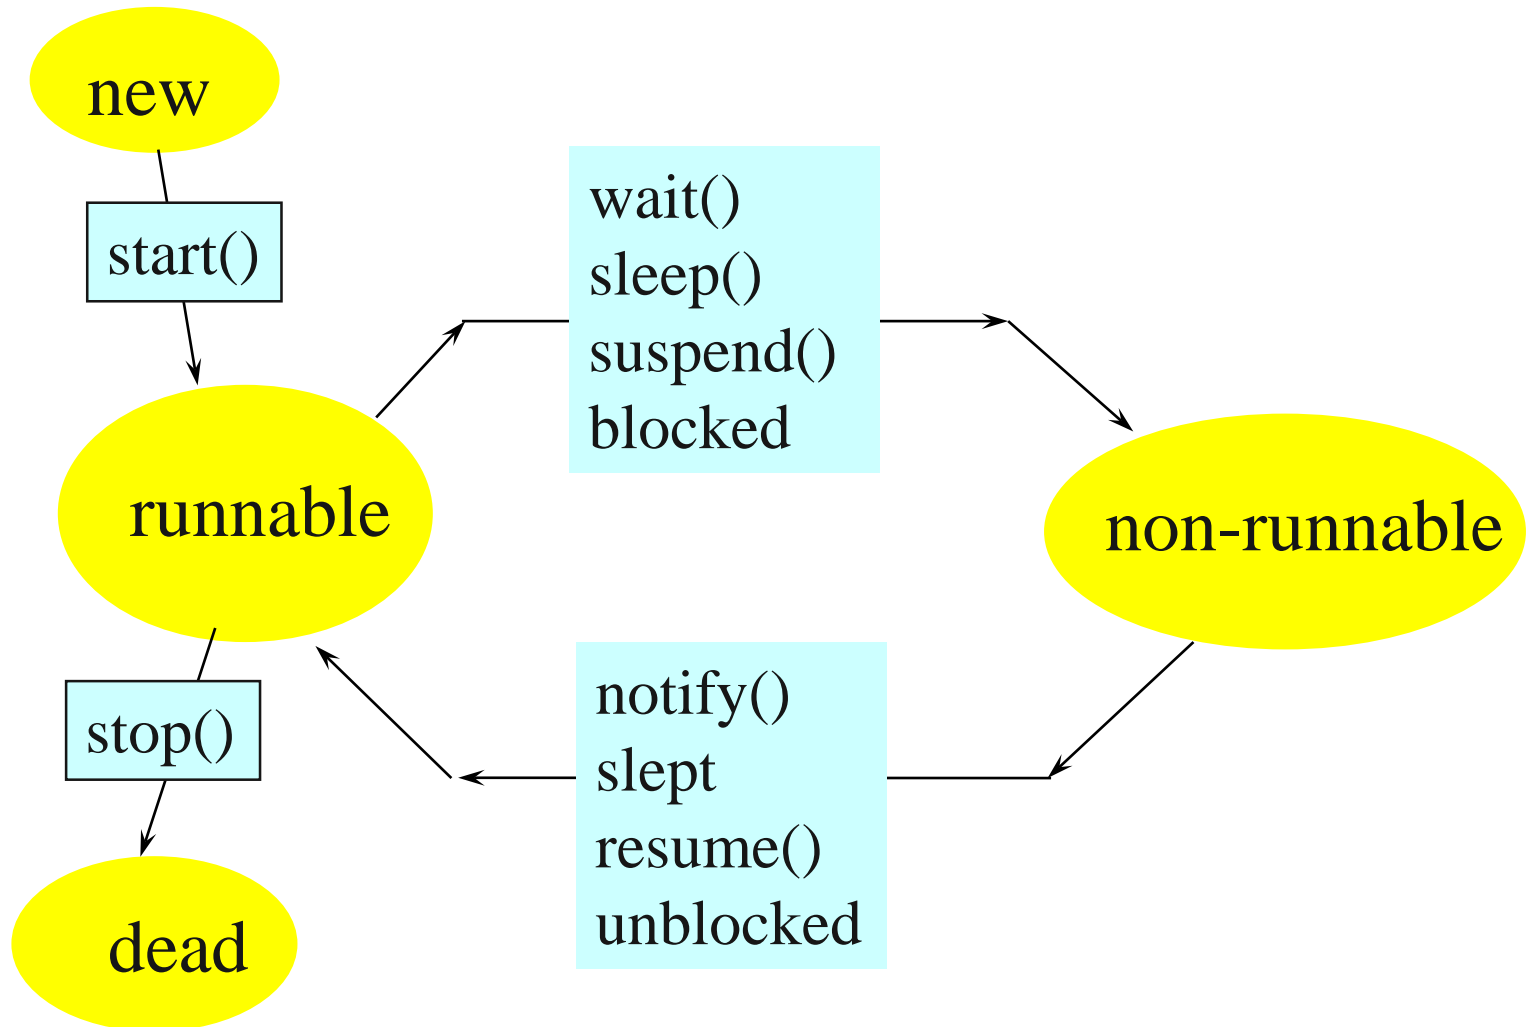 new
start()
wait()
sleep()
suspend()
blocked
runnable
non-runnable
stop()
notify()
slept
resume()
unblocked
dead